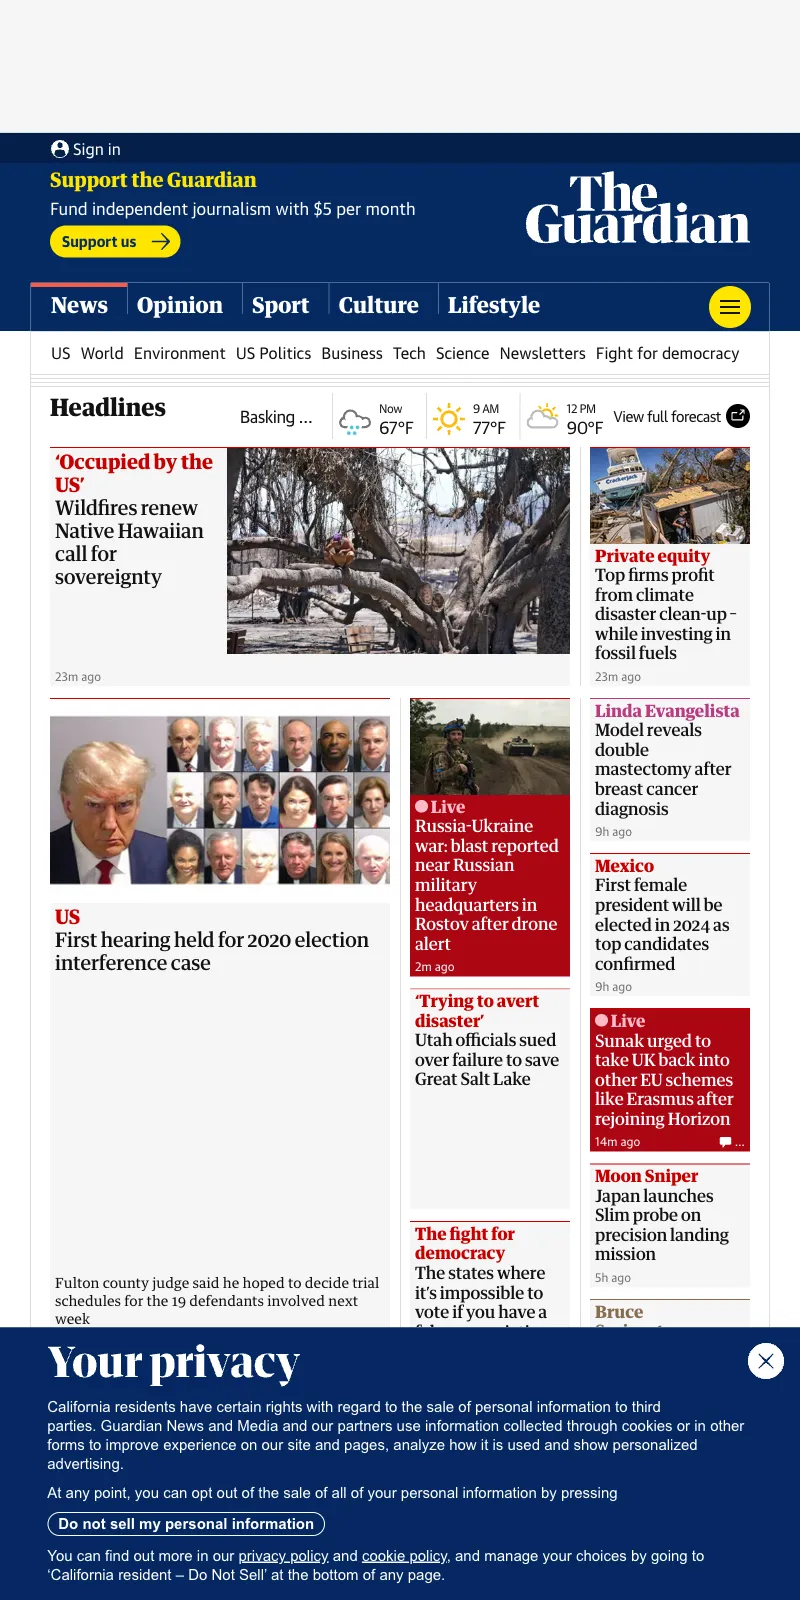 Sign in
Support the Guardian
Fund independent journalism with $5 per month
Support us
The
Guardian
News
Opinion
Sport
Culture
Lifestyle
US World Environment US Politics Business Tech Science Newsletters Fight for democracy
Headlines
Basking ...
Now
67°F
9 AM
77°F
12 PM
90°F
View full forecast
‘Occupied by the
US’
Wildfires renew
Native Hawaiian
call for
sovereignty
23m ago
Crackerjack
Private equity
Top firms profit
from climate
disaster clean-up –
while investing in
fossil fuels
23m ago
US
First hearing held for 2020 election
interference case
Fulton county judge said he hoped to decide trial
schedules for the 19 defendants involved next
week
Live
Russia-Ukraine
war: blast reported
near Russian
military
headquarters in
Rostov after drone
alert
2m ago
‘Trying to avert
disaster’
Utah officials sued
over failure to save
Great Salt Lake
The fight for
democracy
The states where
it’s impossible to
vote if you have a
Linda Evangelista
Model reveals
double
mastectomy after
breast cancer
diagnosis
9h ago
Mexico
First female
president will be
elected in 2024 as
top candidates
confirmed
9h ago
Live
Sunak urged to
take UK back into
other EU schemes
like Erasmus after
rejoining Horizon
14m ago
...
Moon Sniper
Japan launches
Slim probe on
precision landing
mission
5h ago
Bruce
Your privacy
California residents have certain rights with regard to the sale of personal information to third
parties. Guardian News and Media and our partners use information collected through cookies or in other
forms to improve experience on our site and pages, analyze how it is used and show personalized
advertising.
At any point, you can opt out of the sale of all of your personal information by pressing
Do not sell my personal information
You can find out more in our privacy policy and cookie policy, and manage your choices by going to
‘California resident – Do Not Sell’ at the bottom of any page.